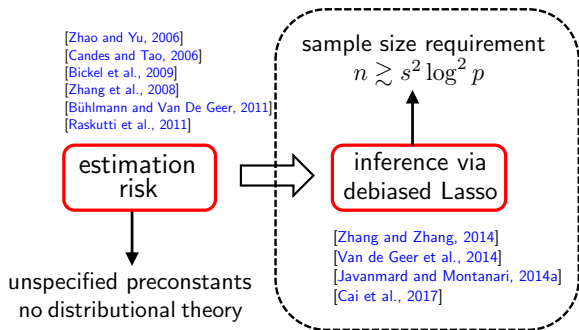 [Zhao and Yu, 2006]
[Candes and Tao, 2006]
[Bickel et al., 2009]
[Zhang et al., 2008]
[Bühlmann and Van De Geer, 2011]
[Raskutti et al., 2011]
estimation
risk
unspecified preconstants
no distributional theory
sample size requirement
n ≳ s² log² p
inference via
debiased Lasso
[Zhang and Zhang, 2014]
[Van de Geer et al., 2014]
[Javanmard and Montanari, 2014a]
[Cai et al., 2017]